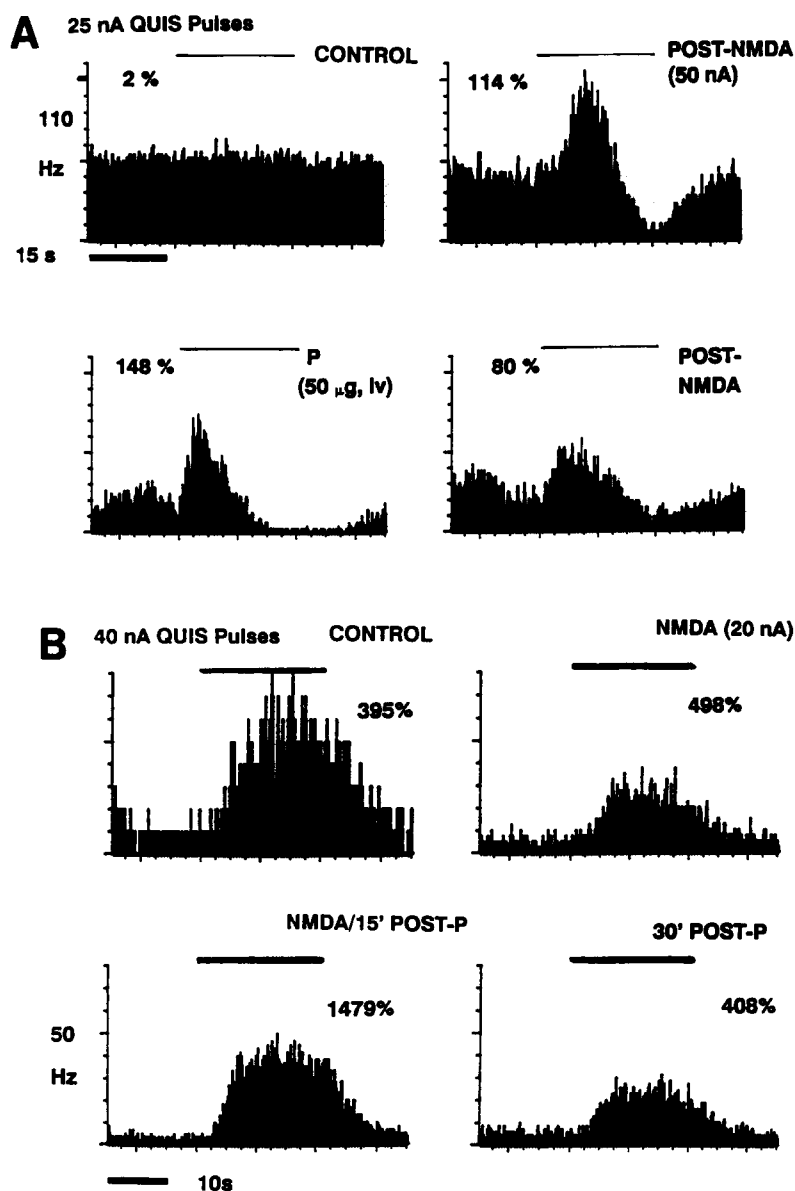 A
25 nA QUIS Pulses
CONTROL
2 %
110
Hz
15 s
POST-NMDA
(50 nA)
114 %
148 %
P
(50 µg, iv)
80 %
POST-
NMDA
B
40 nA QUIS Pulses
CONTROL
395%
NMDA (20 nA)
498%
NMDA/15' POST-P
1479%
50
Hz
10s
30' POST-P
408%